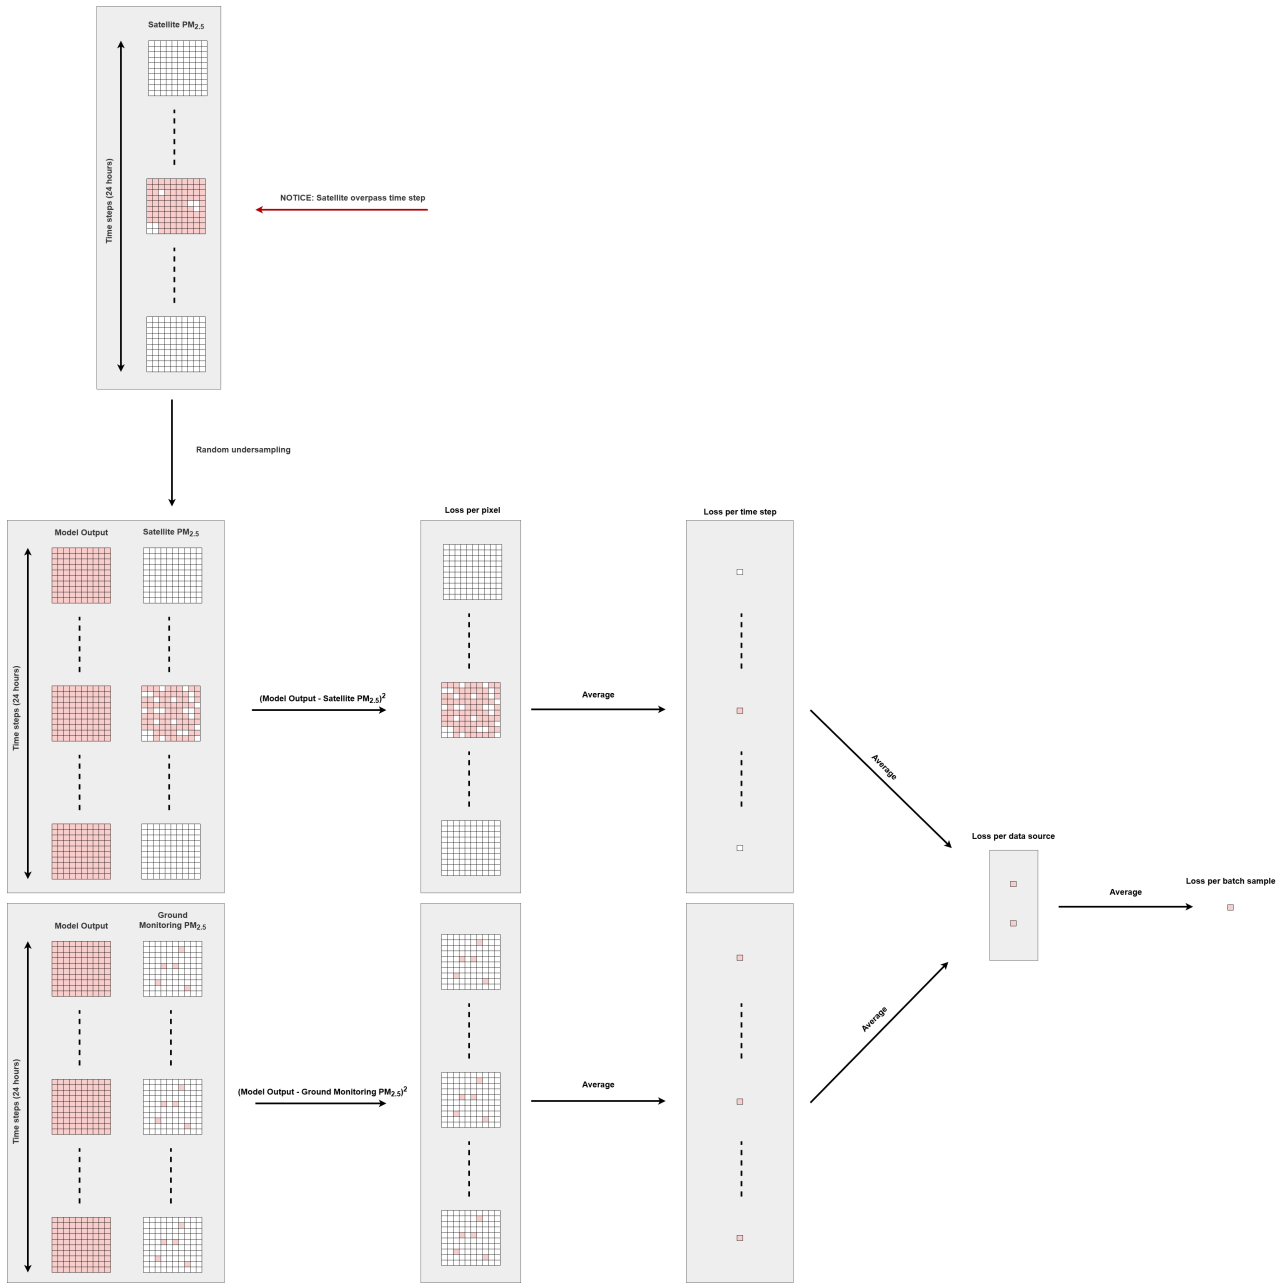 Satellite PM2.5
Time steps (24 hours)
NOTICE: Satellite overpass time step
Random undersampling
Model Output
Satellite PM2.5
Time steps (24 hours)
(Model Output - Satellite PM2.5)2
Loss per pixel
Average
Loss per time step
Average
Model Output
Ground
Monitoring PM2.5
Time steps (24 hours)
(Model Output - Ground Monitoring PM2.5)2
Average
Average
Loss per data source
Average
Loss per batch sample